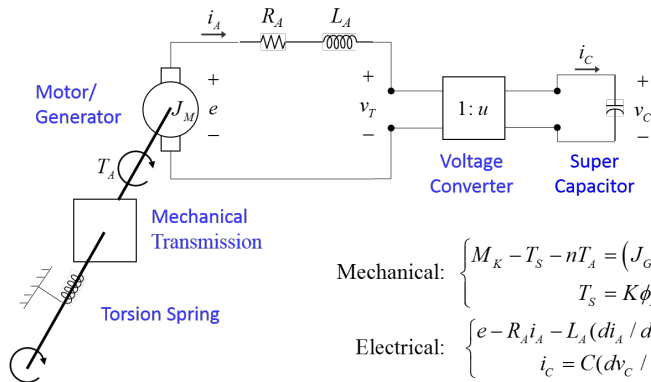 i_A R_A L_A
i_C
Motor/
Generator
J_M
+
e
−
+
v_T
−
1:u
+
v_C
−
T_A
Voltage
Converter
Super
Capacitor
Mechanical
Transmission
Torsion Spring
Mechanical: { M_K − T_S − nT_A = (J_G
T_S = Kϕ
Electrical: { e − R_A i_A − L_A(di_A / d
i_C = C(dv_C /